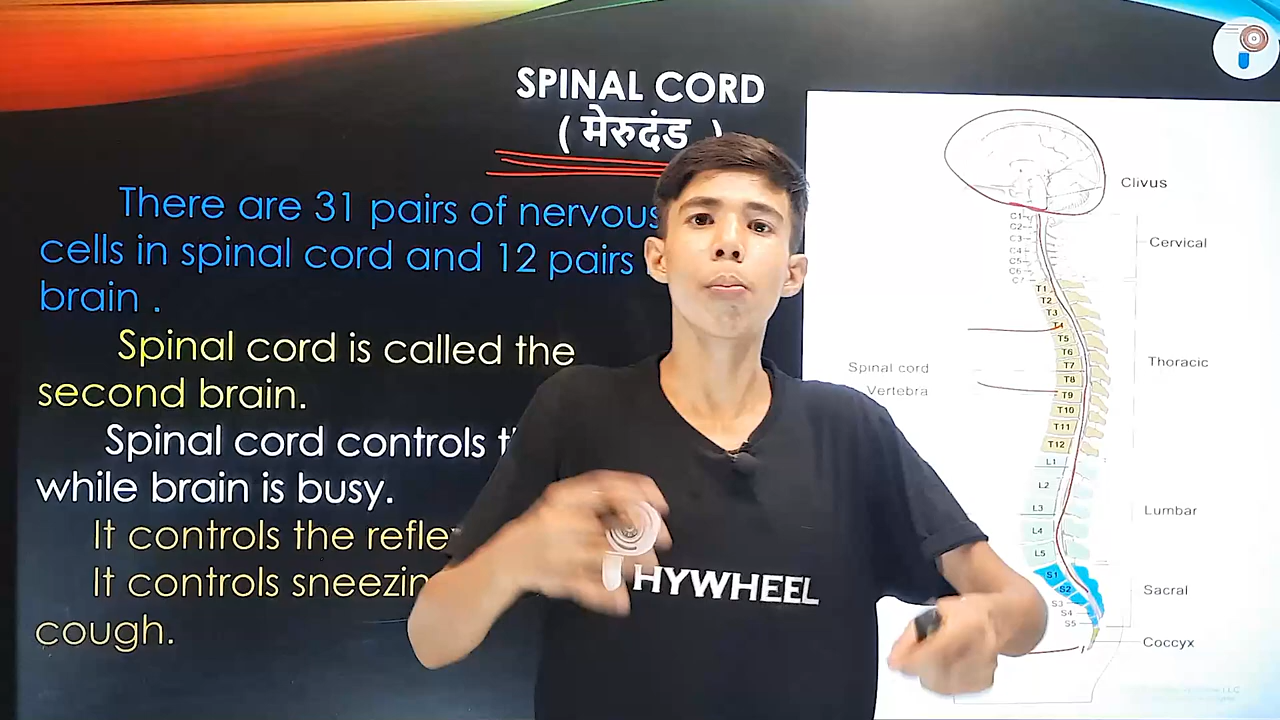 SPINAL CORD
( मेरुदंड )
There are 31 pairs of nervous
cells in spinal cord and 12 pairs
brain .
Spinal cord is called the
second brain.
Spinal cord controls
while brain is busy.
It controls the
It controls
cough.
HYWHEEL
Clivus
C1
C2
C3
C4
C5
C6
C7
Cervical
T1
T2
T3
T4
T5
T6
T7
T8
T9
T10
T11
T12
Thoracic
Spinal cord
Vertebra
L1
L2
L3
L4
L5
Lumbar
S1
S2
S3
S4
S5
Sacral
Coccyx